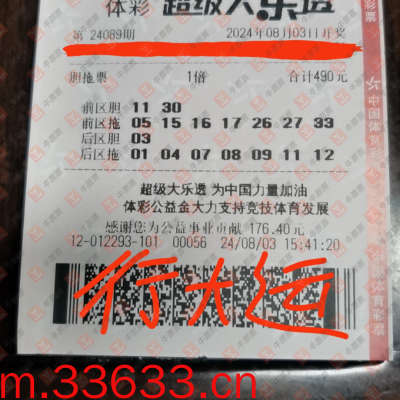 体彩 超级大乐透
第 24089期 2024年08月03日开奖
胆拖票 1倍 合计490元
前区胆 11 30
前区拖 05 15 16 17 26 27 33
后区胆 03
后区拖 01 04 07 08 09 11 12
超级大乐透 为中国力量加油
体彩公益金大力支持竞技体育发展
感谢您为公益事业贡献 176.40元
12-012293-101 00056 24/08/03 15:41:20
行大运
m.33633.cn
中国体育彩票